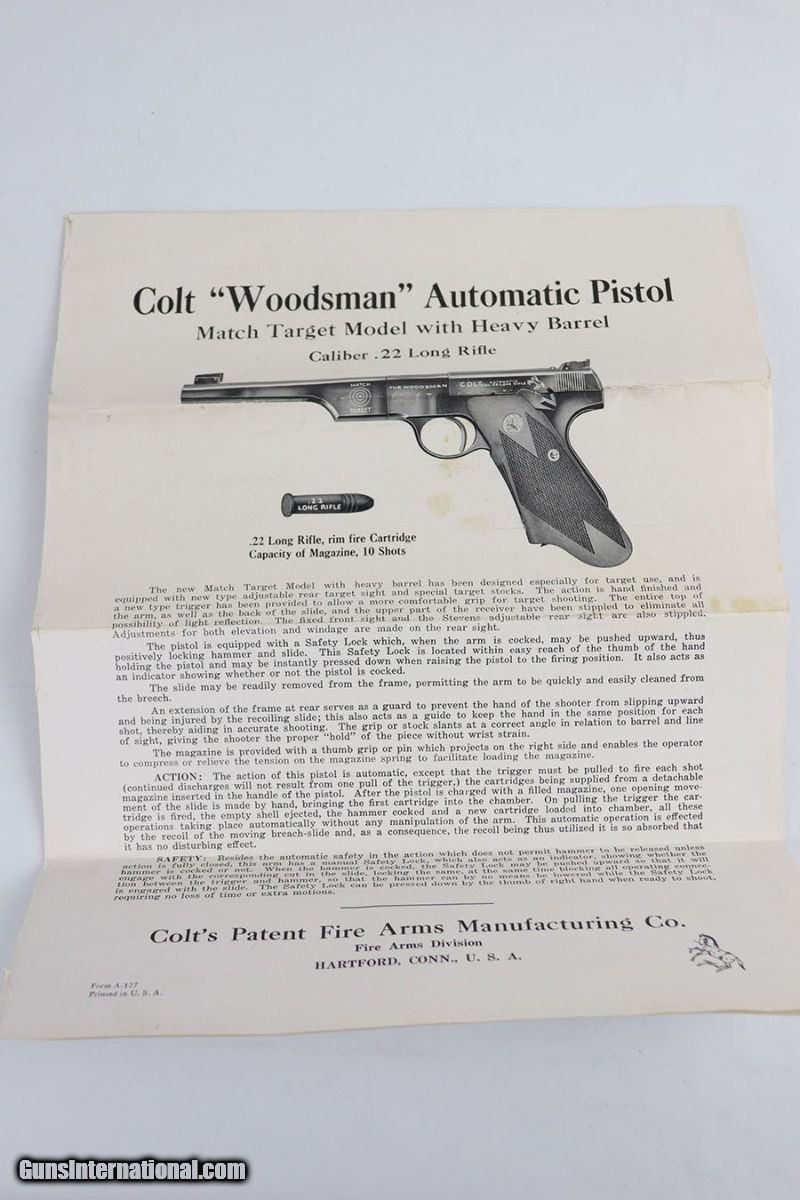 Colt “Woodsman” Automatic Pistol
Match Target Model with Heavy Barrel
Caliber .22 Long Rifle
MATCH
TARGET
THE WOODSMAN
COLT
.22
LONG RIFLE
.22 Long Rifle, rim fire Cartridge
Capacity of Magazine, 10 Shots
The new Match Target Model with heavy barrel has been designed especially for target use, and is
equipped with new type adjustable rear target sight and special target stocks. The action is hand finished and
a new type trigger has been provided to allow a more comfortable grip for target shooting. The entire top of
the arm, as well as the back of the slide, and the upper part of the receiver have been stippled to eliminate all
possibility of light reflection. The fixed front sight and the Stevens adjustable rear sight are also stippled.
Adjustments for both elevation and windage are made on the rear sight.
The pistol is equipped with a Safety Lock which, when the arm is cocked, may be pushed upward, thus
positively locking hammer and slide. This Safety Lock is located within easy reach of the thumb of the hand
holding the pistol and may be instantly pressed down when raising the pistol to the firing position. It also acts as
an indicator showing whether or not the pistol is cocked.
The slide may be readily removed from the frame, permitting the arm to be quickly and easily cleaned from
the breech.
An extension of the frame at rear serves as a guard to prevent the hand of the shooter from slipping upward
and being injured by the recoiling slide; this also acts as a guide to keep the hand in the same position for each
shot, thereby aiding in accurate shooting. The grip or stock slants at a correct angle in relation to barrel and line
of sight, giving the shooter the proper “hold” of the piece without wrist strain.
The magazine is provided with a thumb grip or pin which projects on the right side and enables the operator
to compress or relieve the tension on the magazine spring to facilitate loading the magazine.
ACTION: The action of this pistol is automatic, except that the trigger must be pulled to fire each shot
(continued discharges will not result from one pull of the trigger,) the cartridges being supplied from a detachable
magazine inserted in the handle of the pistol. After the pistol is charged with a filled magazine, one opening move-
ment of the slide is made by hand, bringing the first cartridge into the chamber. On pulling the trigger the car-
tridge is fired, the empty shell ejected, the hammer cocked and a new cartridge loaded into chamber, all these
operations taking place automatically without any manipulation of the arm. This automatic operation is effected
by the recoil of the moving breach-slide and, as a consequence, the recoil being thus utilized it is so absorbed that
it has no disturbing effect.
SAFETY: Besides the automatic safety in the action which does not permit hammer to be released unless
action is fully closed, this arm has a manual Safety Lock, which also acts as an indicator, showing whether the
hammer is cocked or not. When the hammer is cocked, the Safety Lock may be pushed upward so that it will
engage with the corresponding cut in the slide, locking the same, at the same time blocking all operating connec-
tion between the trigger and hammer, so that the hammer can by no means be lowered while the Safety Lock
is engaged with the slide. The Safety Lock can be pressed down by the thumb of right hand when ready to shoot,
requiring no loss of time or extra motions.
Colt's Patent Fire Arms Manufacturing Co.
Fire Arms Division
HARTFORD, CONN., U. S. A.
Form A-127
Printed in U. S. A.
GunsInternational.com